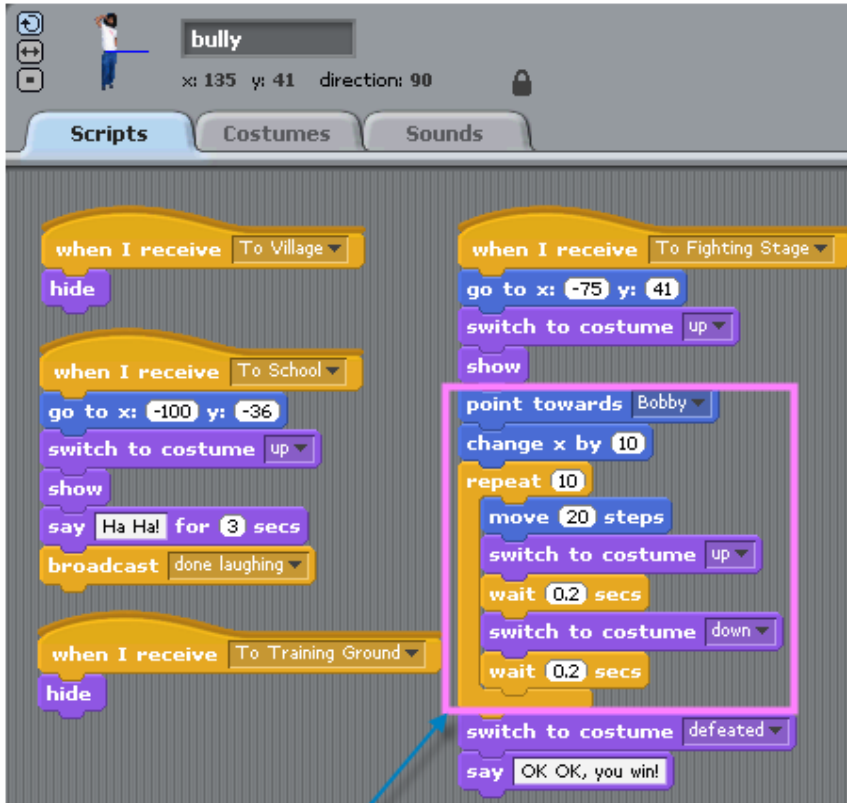 bully
x: 135 y: 41 direction: 90
Scripts Costumes Sounds
when I receive To Village
hide
when I receive To School
go to x: -100 y: -36
switch to costume up
show
say Ha Ha! for 3 secs
broadcast done laughing
when I receive To Training Ground
hide
when I receive To Fighting Stage
go to x: -75 y: 41
switch to costume up
show
point towards Bobby
change x by 10
repeat 10
move 20 steps
switch to costume up
wait 0.2 secs
switch to costume down
wait 0.2 secs
switch to costume defeated
say OK OK, you win!